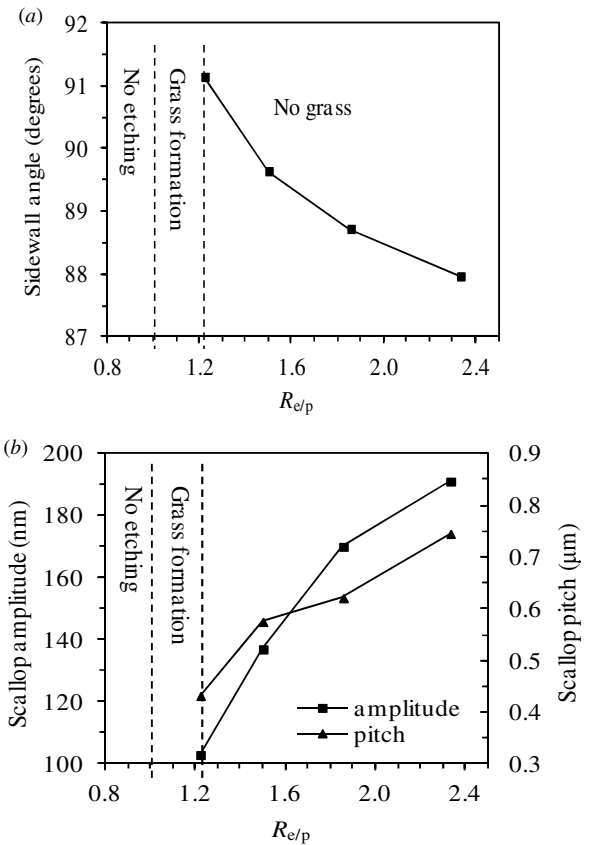 (a)
92
91
90
89
88
87
Sidewall angle (degrees)
No etching
Grass formation
No grass
0.8
1.2
1.6
2.0
2.4
Re/p
(b)
200
180
160
140
120
100
Scallop amplitude (nm)
No etching
Grass formation
amplitude
pitch
0.9
0.8
0.7
0.6
0.5
0.4
0.3
Scallop pitch (μm)
0.8
1.2
1.6
2.0
2.4
Re/p